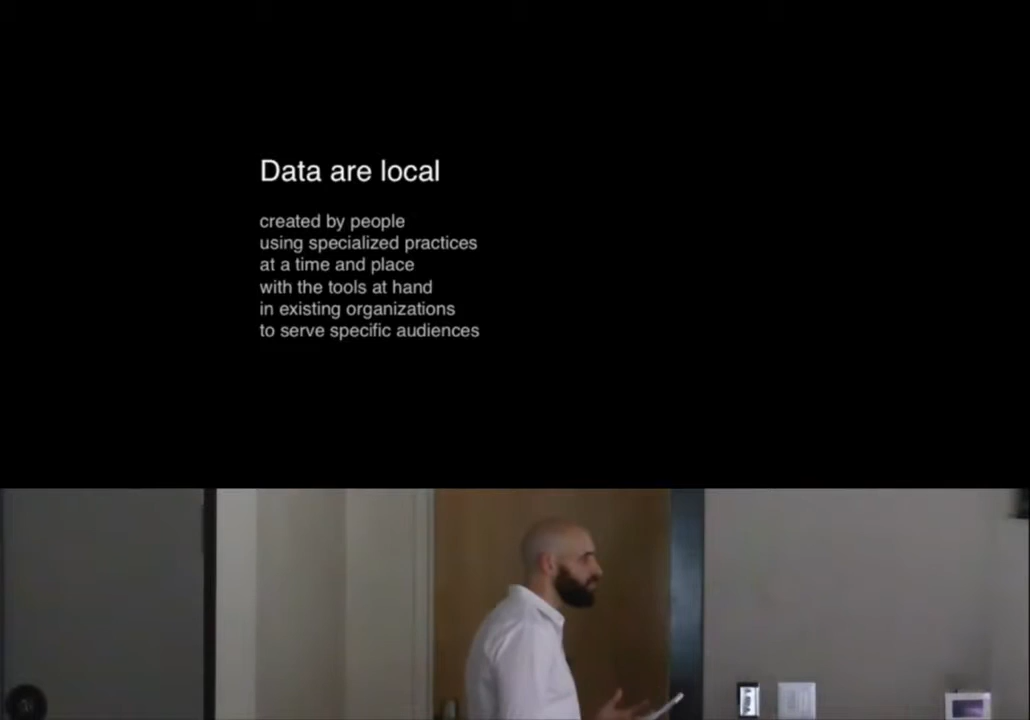 Data are local
created by people
using specialized practices
at a time and place
with the tools at hand
in existing organizations
to serve specific audiences